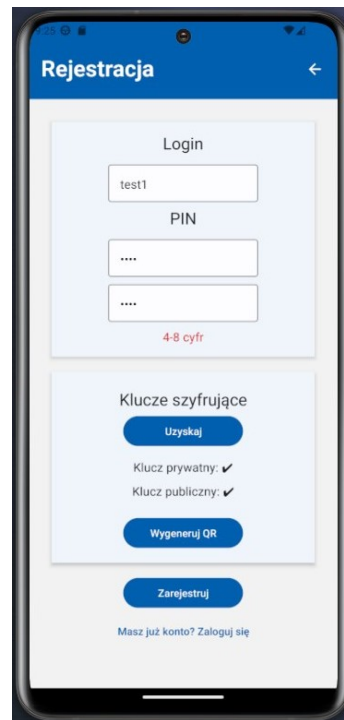 Rejestracja
Login
test1
PIN
••••
••••
4-8 cyfr
Klucze szyfrujące
Uzyskaj
Klucz prywatny: ✔
Klucz publiczny: ✔
Wygeneruj QR
Zarejestruj
Masz już konto? Zaloguj się